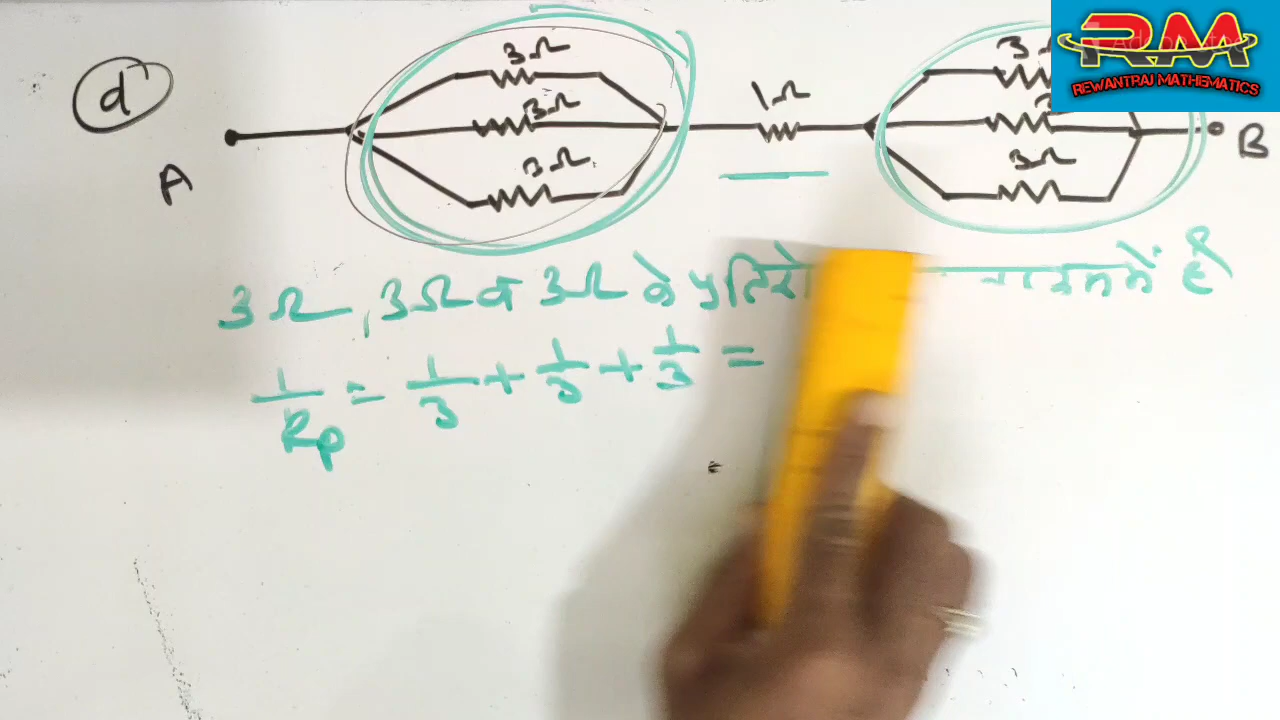 d
3Ω
3Ω
3Ω
A
1Ω
3Ω
3Ω
B
RM
REWANTRAJ MATHEMATICS
3Ω, 3Ω व 3Ω के में है
1/Rp = 1/3 + 1/3 + 1/3 =